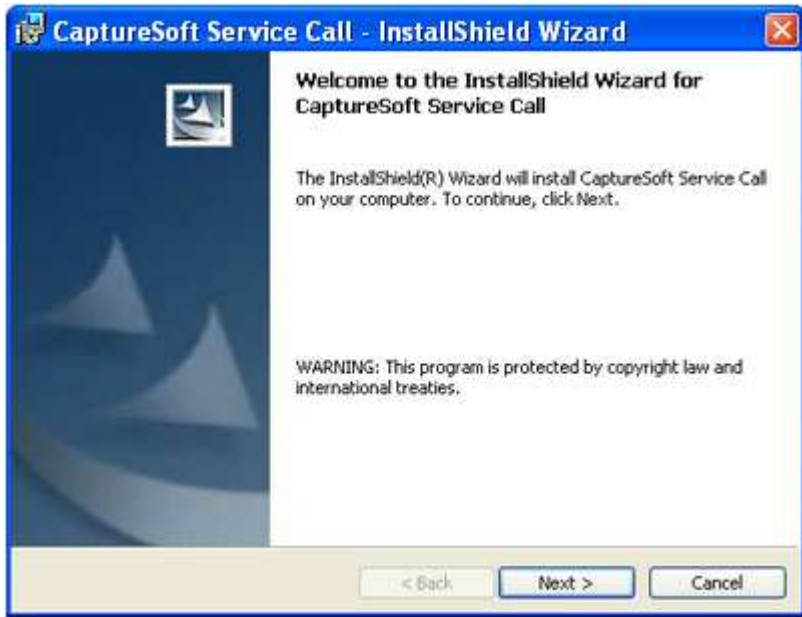 CaptureSoft Service Call - InstallShield Wizard
Welcome to the InstallShield Wizard for
CaptureSoft Service Call
The InstallShield(R) Wizard will install CaptureSoft Service Call
on your computer. To continue, click Next.
WARNING: This program is protected by copyright law and
international treaties.
< Back Next > Cancel